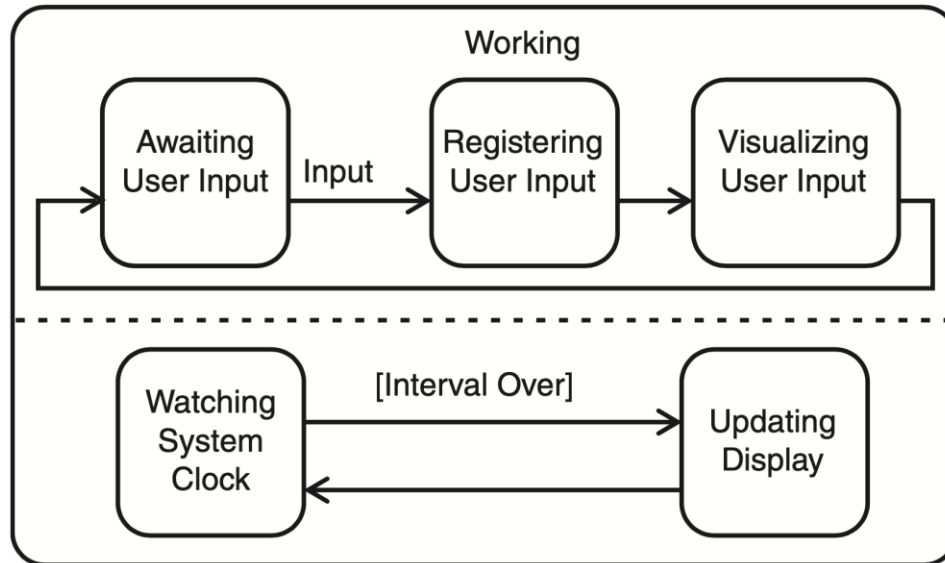 Working
Awaiting
User Input
Input
Registering
User Input
Visualizing
User Input
Watching
System
Clock
[Interval Over]
Updating
Display